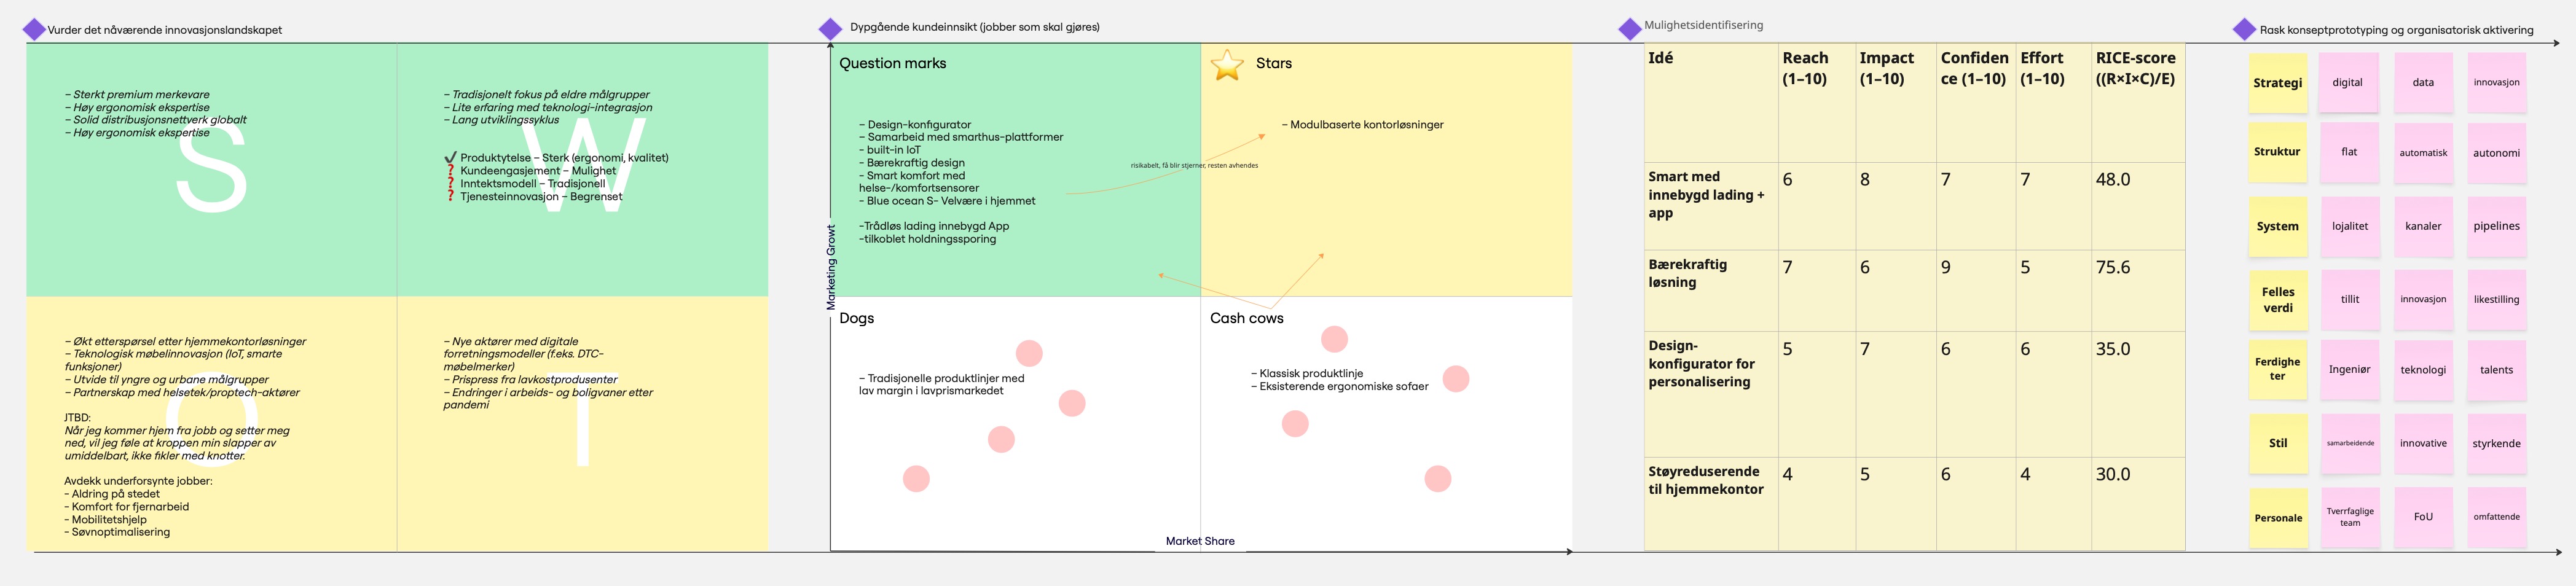 Vurder det nåværende innovasjonslandskapet
– Sterkt premium merkevare
– Høy ergonomisk ekspertise
– Solid distribusjonsnettverk globalt
– Høy ergonomisk ekspertise
S
– Tradisjonelt fokus på eldre målgrupper
– Lite erfaring med teknologi-integrasjon
– Lang utviklingssyklus
✔ Produktytelse – Sterk (ergonomi, kvalitet)
❓ Kundeengasjement – Mulighet
❓ Inntektsmodell – Tradisjonell
❓ Tjenesteinnovasjon – Begrenset
W
– Økt etterspørsel etter hjemmekontorløsninger
– Teknologisk møbelinnovasjon (IoT, smarte
funksjoner)
– Utvide til yngre og urbane målgrupper
– Partnerskap med helsetek/proptech-aktører
JTBD:
Når jeg kommer hjem fra jobb og setter meg
ned, vil jeg føle at kroppen min slapper av
umiddelbart, ikke fikler med knotter.
Avdekk underforsynte jobber:
- Aldring på stedet
- Komfort for fjernarbeid
- Mobilitetshjelp
- Søvnoptimalisering
O
– Nye aktører med digitale
forretningsmodeller (f.eks. DTC-
møbelmerker)
– Prispress fra lavkostprodusenter
– Endringer i arbeids- og boligvaner etter
pandemi
T
Dypgående kundeinnsikt (jobber som skal gjøres)
Marketing Growt
Question marks
– Design-konfigurator
– Samarbeid med smarthus-plattformer
- built-in IoT
– Bærekraftig design
- Smart komfort med
helse-/komfortsensorer
- Blue ocean S- Velvære i hjemmet
-Trådløs lading innebygd App
-tilkoblet holdningssporing
risikabelt, få blir stjerner, resten avhendes
⭐ Stars
– Modulbaserte kontorløsninger
Dogs
– Tradisjonelle produktlinjer med
lav margin i lavprismarkedet
Cash cows
– Klassisk produktlinje
– Eksisterende ergonomiske sofaer
Market Share
Mulighetsidentifisering
Idé Reach (1–10) Impact (1–10) Confiden ce (1–10) Effort (1–10) RICE-score ((R×I×C)/E)
Smart med innebygd lading + app 6 8 7 7 48.0
Bærekraftig løsning 7 6 9 5 75.6
Design-konfigurator for personalisering 5 7 6 6 35.0
Støyreduserende til hjemmekontor 4 5 6 4 30.0
Rask konseptprototyping og organisatorisk aktivering
Strategi digital data innovasjon
Struktur flat automatisk autonomi
System lojalitet kanaler pipelines
Felles verdi tillit innovasjon likestilling
Ferdighe ter Ingeniør teknologi talents
Stil samarbeidende innovative styrkende
Personale Tverrfaglige team FoU omfattende